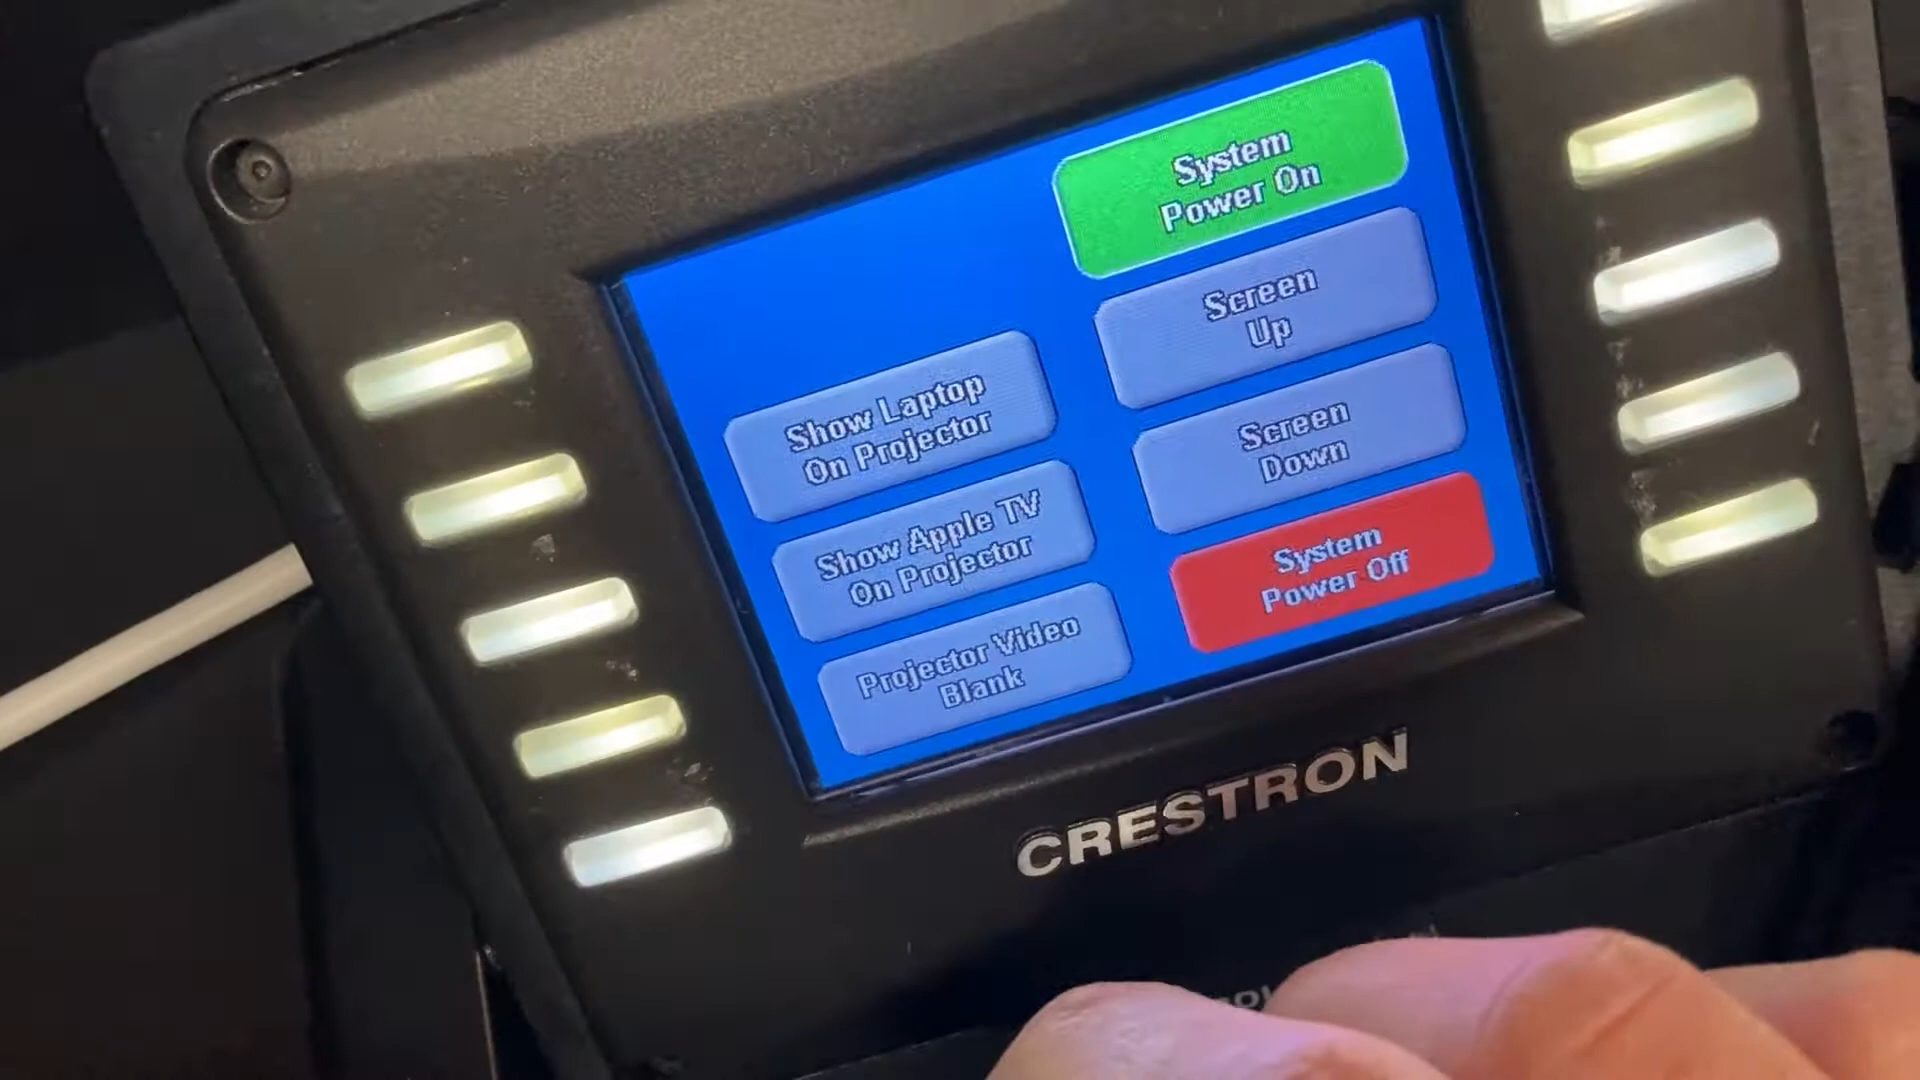 System
Power On
Screen
Up
Show Laptop
On Projector
Screen
Down
Show Apple TV
On Projector
System
Power Off
Projector Video
Blank
CRESTRON